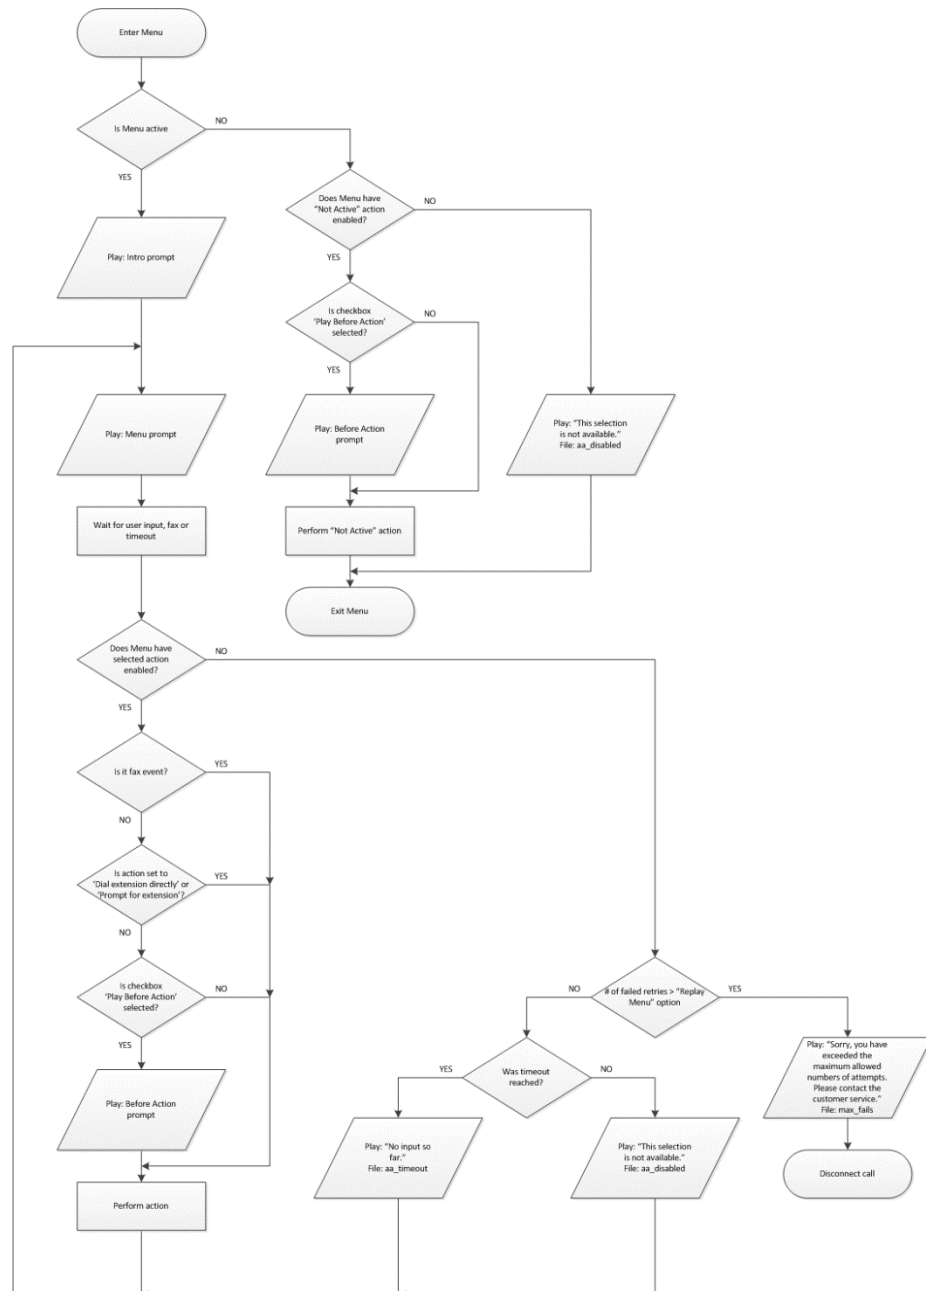 Enter Menu
Is Menu active
NO
YES
Does Menu have
"Not Active" action
enabled?
NO
YES
Play: Intro prompt
Is checkbox
'Play Before Action'
selected?
NO
YES
Play: Menu prompt
Play: Before Action
prompt
Play: "This selection
is not available."
File: aa_disabled
Wait for user input, fax or
timeout
Perform "Not Active" action
Exit Menu
Does Menu have
selected action
enabled?
NO
YES
Is it fax event?
YES
NO
Is action set to
'Dial extension directly' or
'Prompt for extension'?
YES
NO
Is checkbox
'Play Before Action'
selected?
NO
YES
# of failed retries > "Replay
Menu" option
NO
YES
Play: "Sorry, you have
exceeded the
maximum allowed
numbers of attempts.
Please contact the
customer service."
File: max_fails
Was timeout
reached?
YES
NO
Play: Before Action
prompt
Play: "No input so
far."
File: aa_timeout
Play: "This selection
is not available."
File: aa_disabled
Disconnect call
Perform action